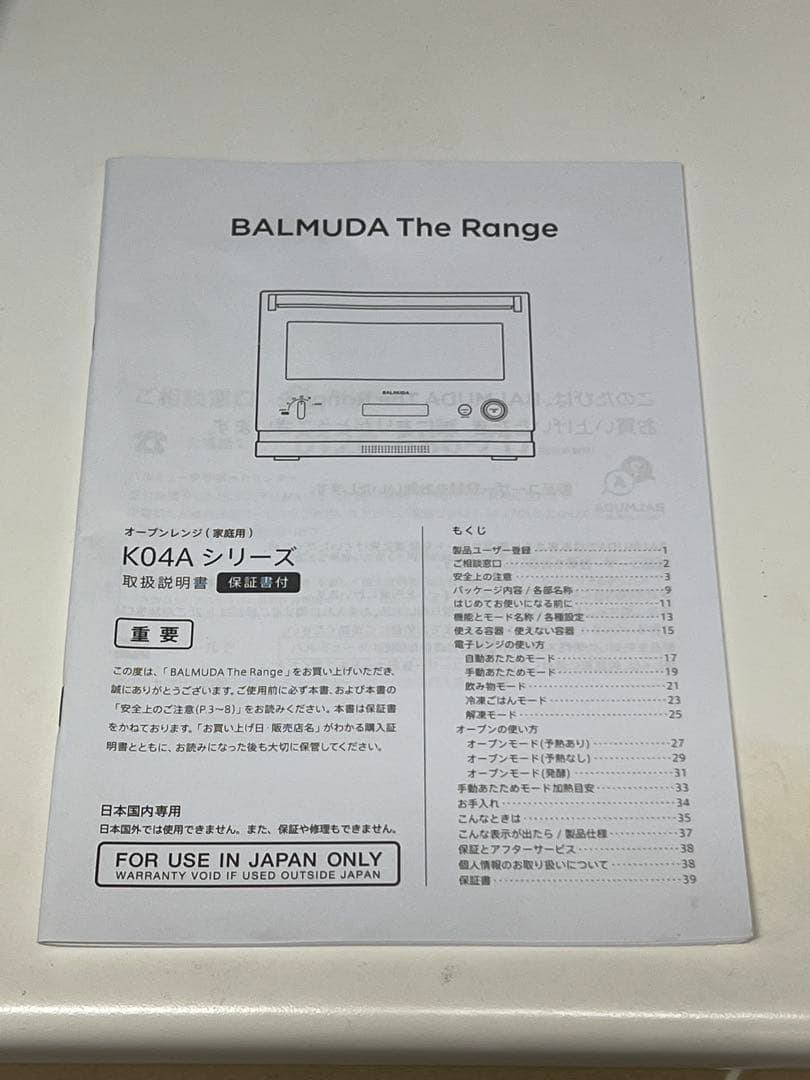 BALMUDA The Range
BALMUDA
オープンレンジ(家庭用)
K04A シリーズ
取扱説明書 保証書付
重要
この度は、「BALMUDA The Range」をお買い上げいただき、
誠にありがとうございます。ご使用前に必ず本書、および本書の
「安全上のご注意(P.3〜8)」をお読みください。本書は保証書
をかねております。「お買い上げ日・販売店名」がわかる購入証
明書とともに、お読みになった後も大切に保管してください。
日本国内専用
日本国外では使用できません。また、保証や修理もできません。
FOR USE IN JAPAN ONLY
WARRANTY VOID IF USED OUTSIDE JAPAN
もくじ
製品ユーザー登録 1
ご相談窓口 2
安全上の注意 3
パッケージ内容 / 各部名称 9
はじめてお使いになる前に 11
機能とモード名称 / 各種設定 13
使える容器・使えない容器 15
電子レンジの使い方
自動あたためモード 17
手動あたためモード 19
飲み物モード 21
冷凍ごはんモード 23
解凍モード 25
オーブンの使い方
オーブンモード(予熱あり) 27
オーブンモード(予熱なし) 29
オーブンモード(発酵) 31
手動あたためモード加熱目安 33
お手入れ 34
こんなときは 35
こんな表示が出たら / 製品仕様 37
保証とアフターサービス 38
個人情報のお取り扱いについて 38
保証書 39